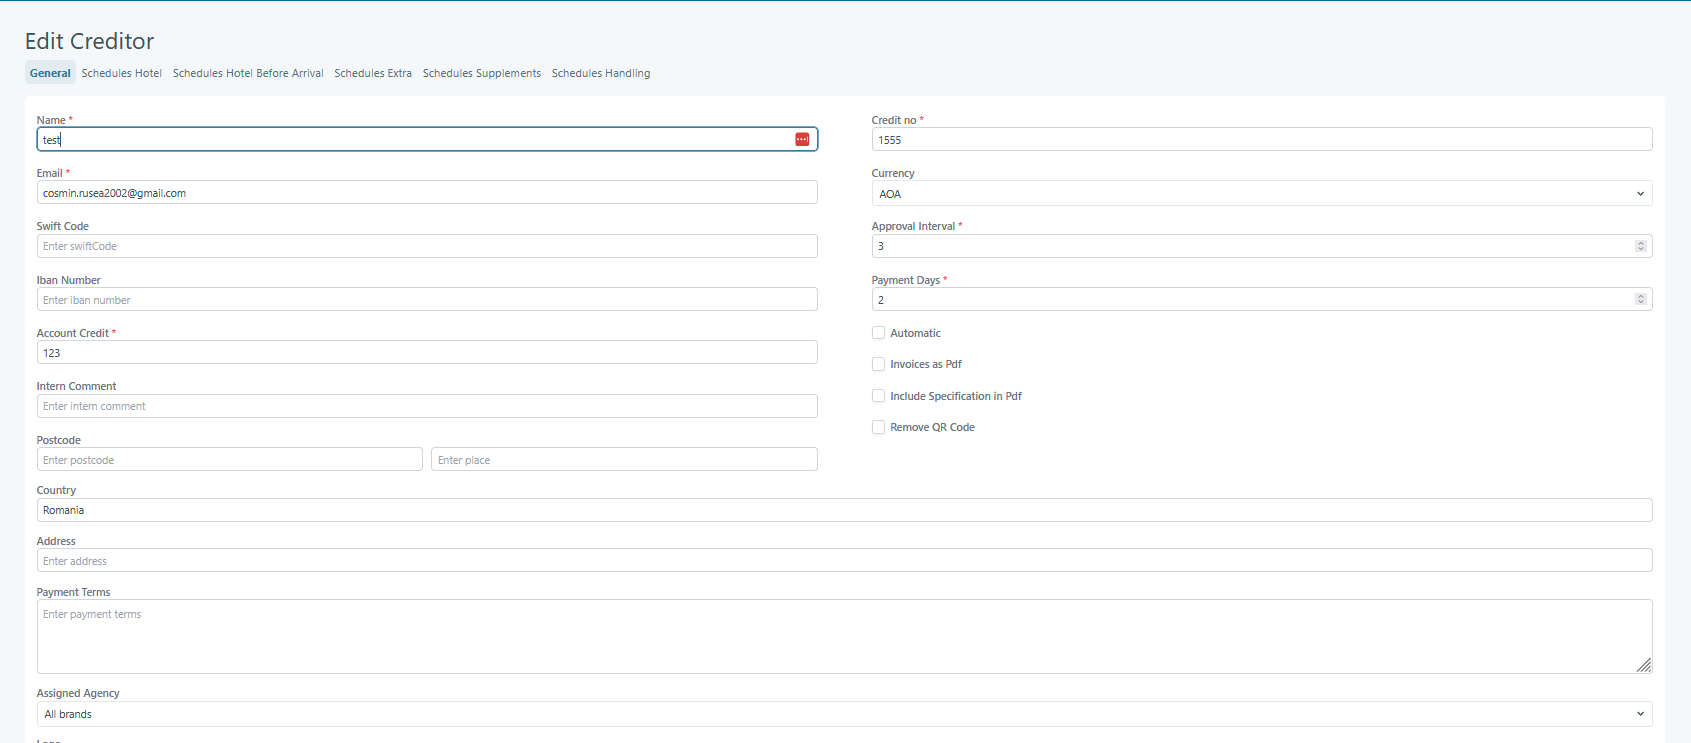 Edit Creditor
General Schedules Hotel Schedules Hotel Before Arrival Schedules Extra Schedules Supplements Schedules Handling
Name *
test
Email *
cosmin.rusea2002@gmail.com
Swift Code
Enter swiftCode
Iban Number
Enter iban number
Account Credit *
123
Intern Comment
Enter intern comment
Postcode
Enter postcode Enter place
Credit no *
1555
Currency
AOA
Approval Interval *
3
Payment Days *
2
Automatic
Invoices as Pdf
Include Specification in Pdf
Remove QR Code
Country
Romania
Address
Enter address
Payment Terms
Enter payment terms
Assigned Agency
All brands